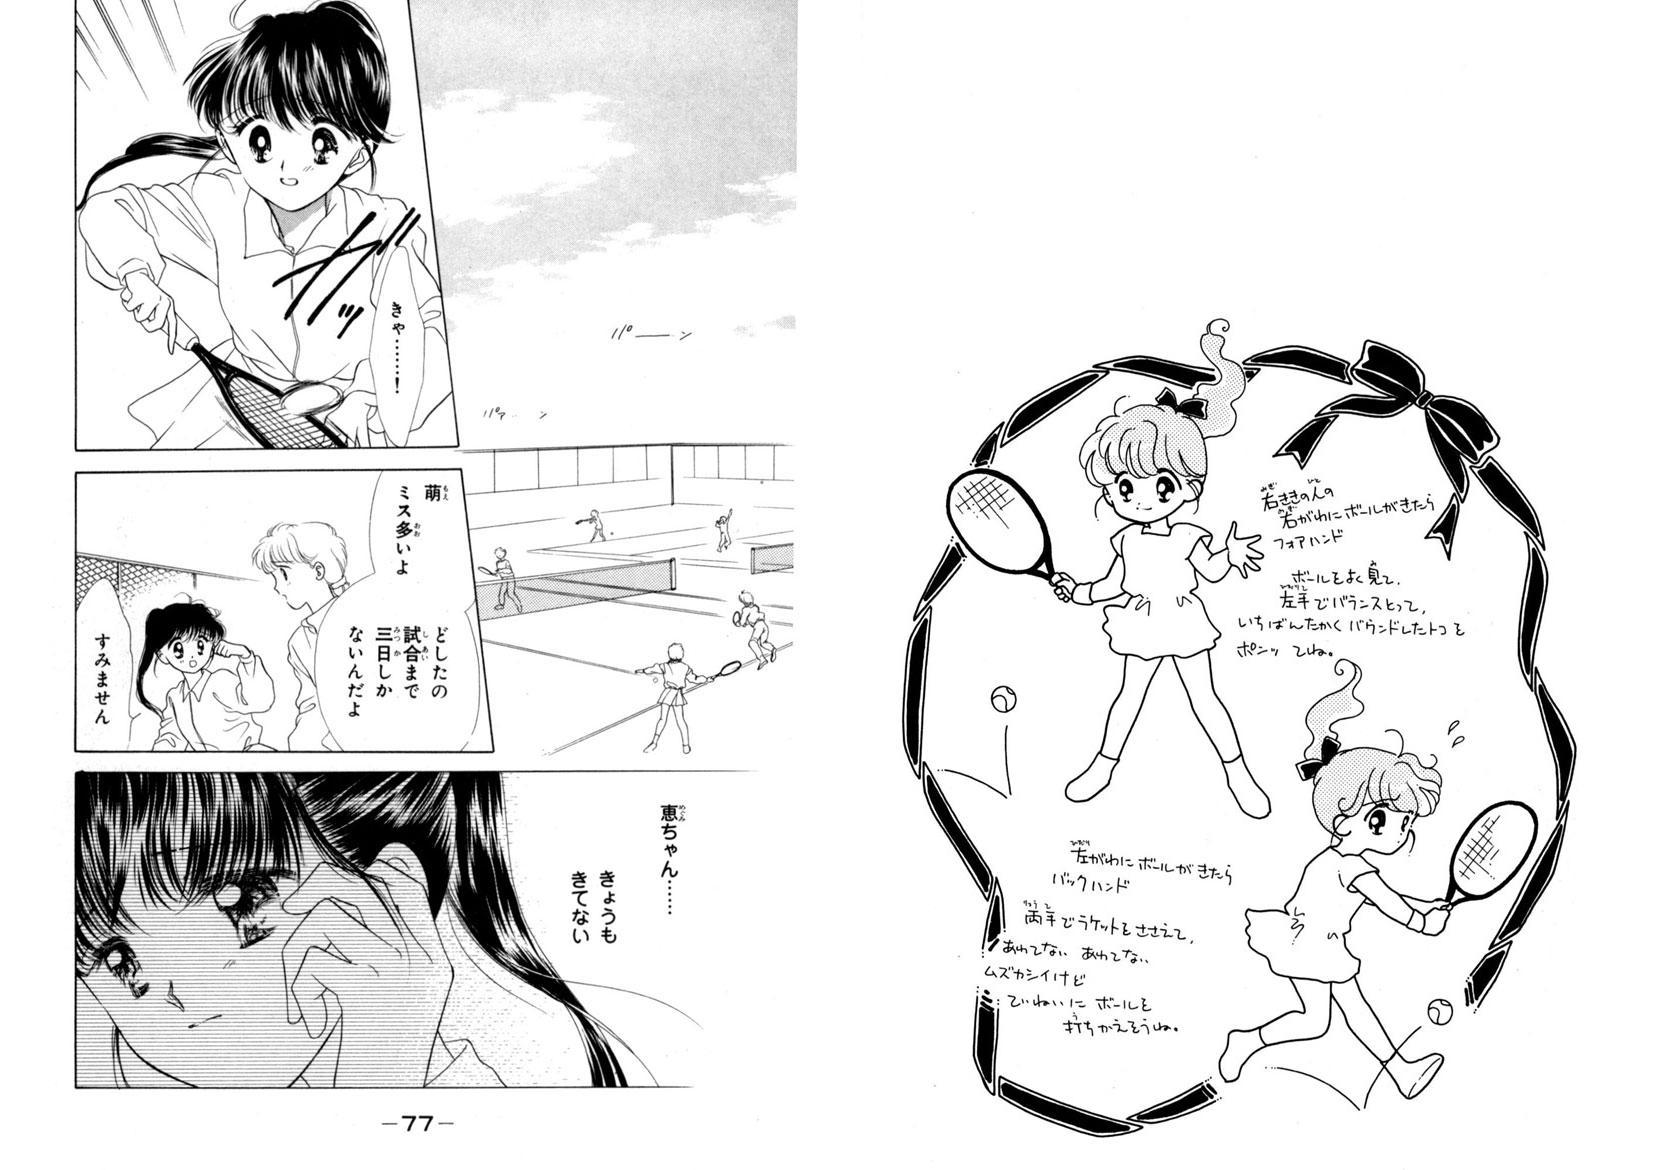 右ききの人の
右がわにボールがきたら
フォアハンド
ボールをよく見て、
左手でバランスとって、
いちばんたかくバウンドしたトコを
ポンッ てね。
左がわにボールがきたら
バックハンド
両手でラケットをささえて、
あわてない あわてない
ムズカシイけど
ていねいにボールを
打ちかえそうね。
パーン
パァ…ン
ガッ
きゃ……!
萌
ミス多いよ
どしたの
試合まで
三日しか
ないんだよ
すみません
恵ちゃん……
きょうも
きてない
—77—